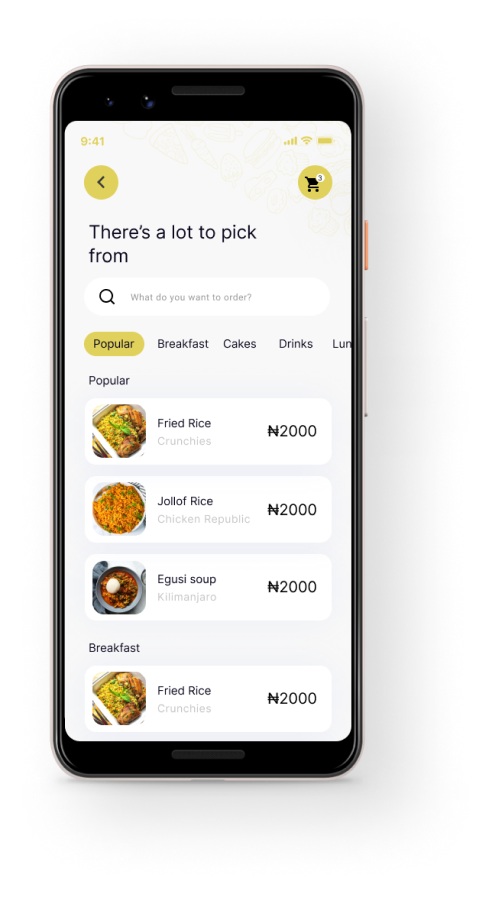 9:41
3
There's a lot to pick
from
What do you want to order?
Popular Breakfast Cakes Drinks Lun
Popular
Fried Rice
Crunchies
₦2000
Jollof Rice
Chicken Republic
₦2000
Egusi soup
Kilimanjaro
₦2000
Breakfast
Fried Rice
Crunchies
₦2000